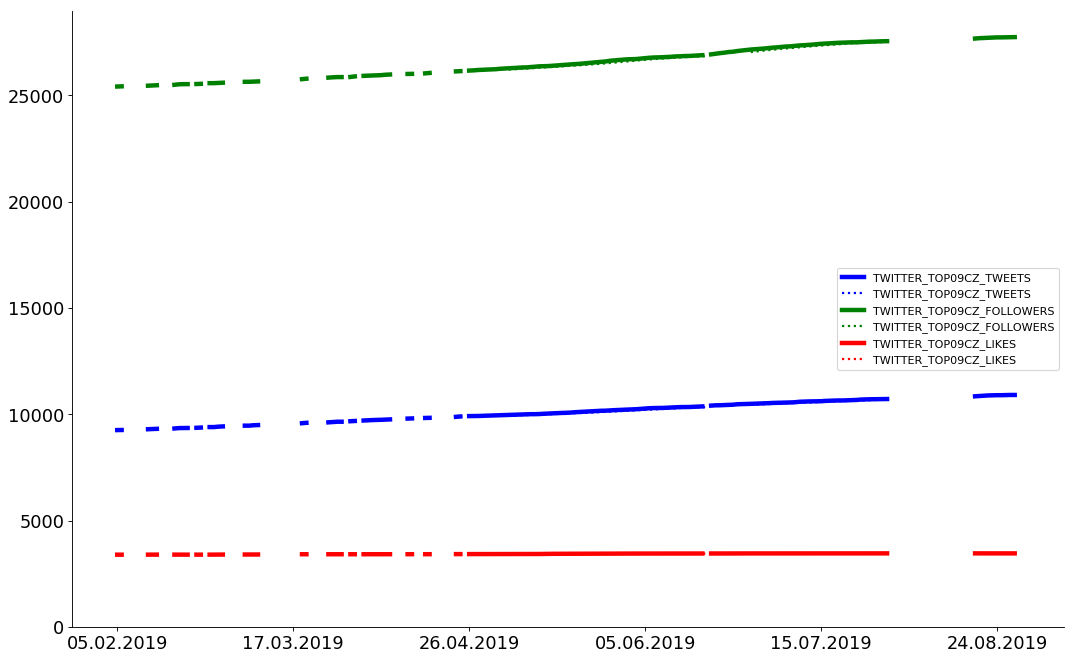 25000
20000
15000
10000
5000
0
TWITTER_TOP09CZ_TWEETS
TWITTER_TOP09CZ_TWEETS
TWITTER_TOP09CZ_FOLLOWERS
TWITTER_TOP09CZ_FOLLOWERS
TWITTER_TOP09CZ_LIKES
TWITTER_TOP09CZ_LIKES
05.02.2019 17.03.2019 26.04.2019 05.06.2019 15.07.2019 24.08.2019